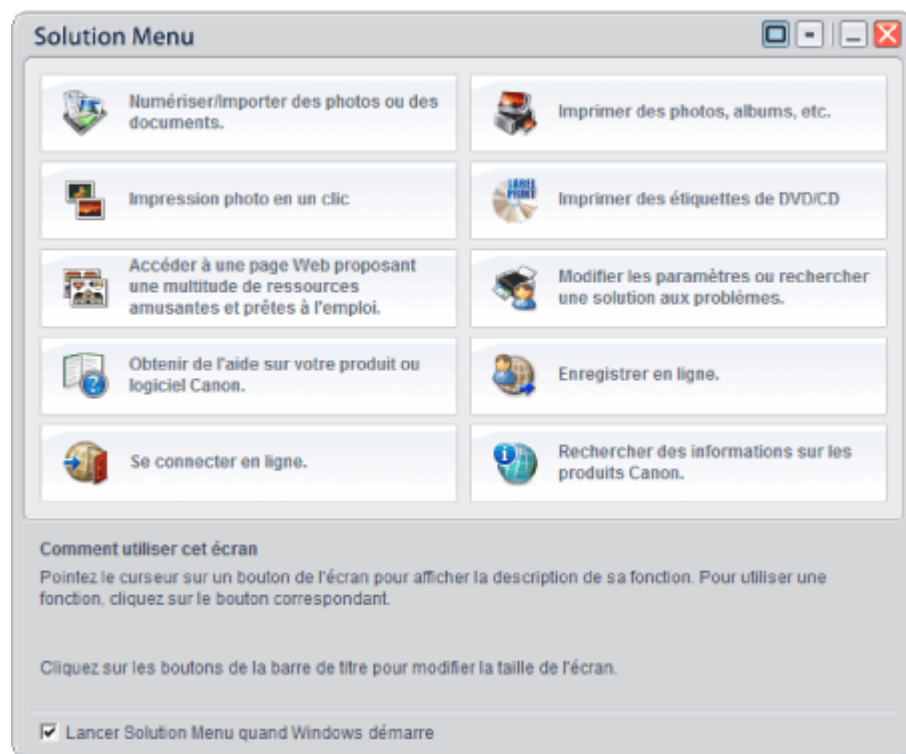 Solution Menu
Numériser/Importer des photos ou des
documents.
Imprimer des photos, albums, etc.
Impression photo en un clic
LABEL
PRINT
Imprimer des étiquettes de DVD/CD
Accéder à une page Web proposant
une multitude de ressources
amusantes et prêtes à l'emploi.
Modifier les paramètres ou rechercher
une solution aux problèmes.
Obtenir de l'aide sur votre produit ou
logiciel Canon.
Enregistrer en ligne.
Se connecter en ligne.
Rechercher des informations sur les
produits Canon.
Comment utiliser cet écran
Pointez le curseur sur un bouton de l'écran pour afficher la description de sa fonction. Pour utiliser une
fonction, cliquez sur le bouton correspondant.
Cliquez sur les boutons de la barre de titre pour modifier la taille de l'écran.
Lancer Solution Menu quand Windows démarre